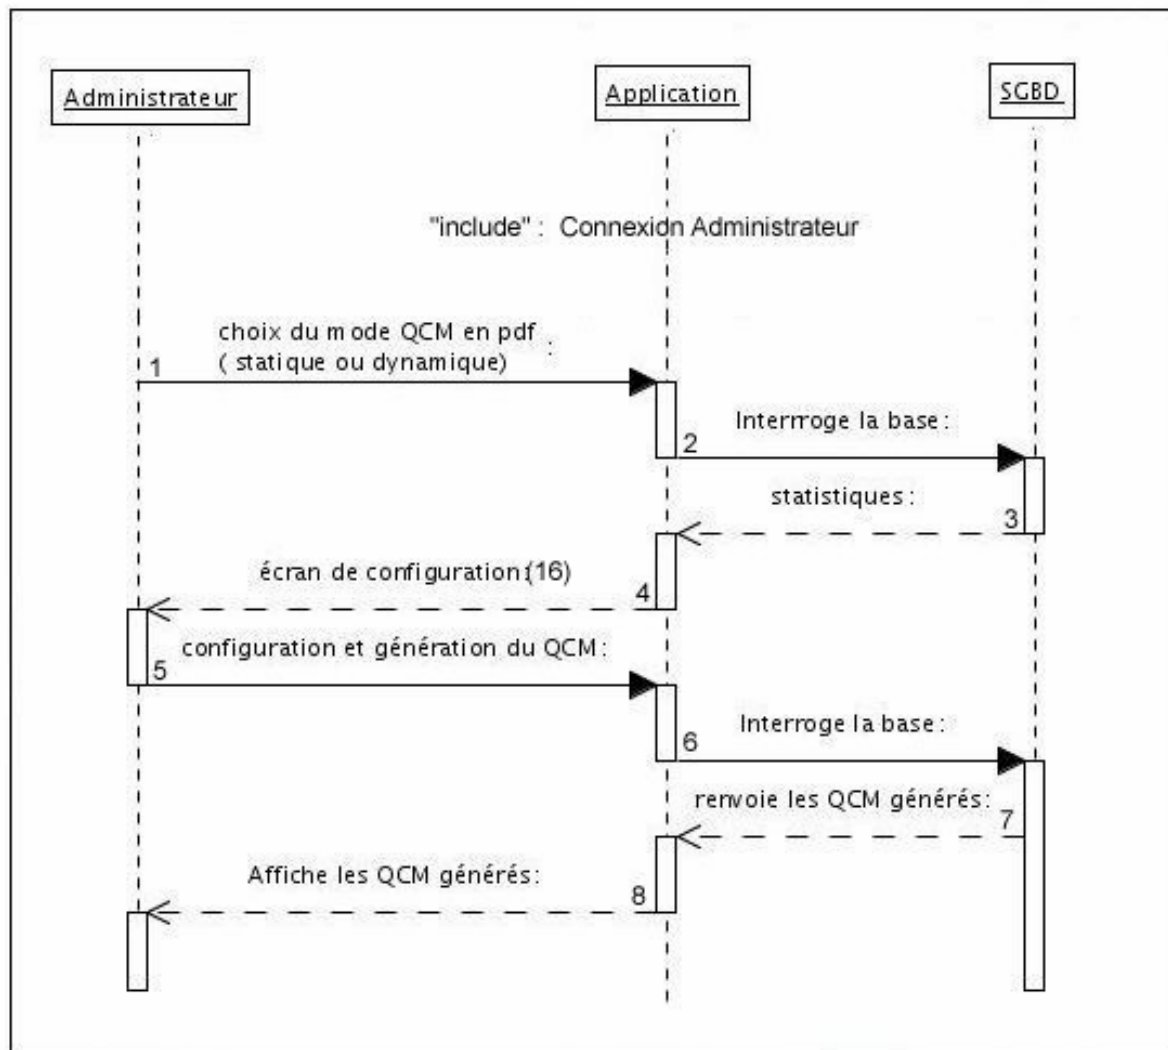 Administrateur
Application
SGBD
"include" : Connexion Administrateur
choix du mode QCM en pdf
( statique ou dynamique) :
1
Interrroge la base:
2
statistiques:
3
écran de configuration:(16)
4
configuration et génération du QCM:
5
Interroge la base:
6
renvoie les QCM générés:
7
Affiche les QCM générés:
8